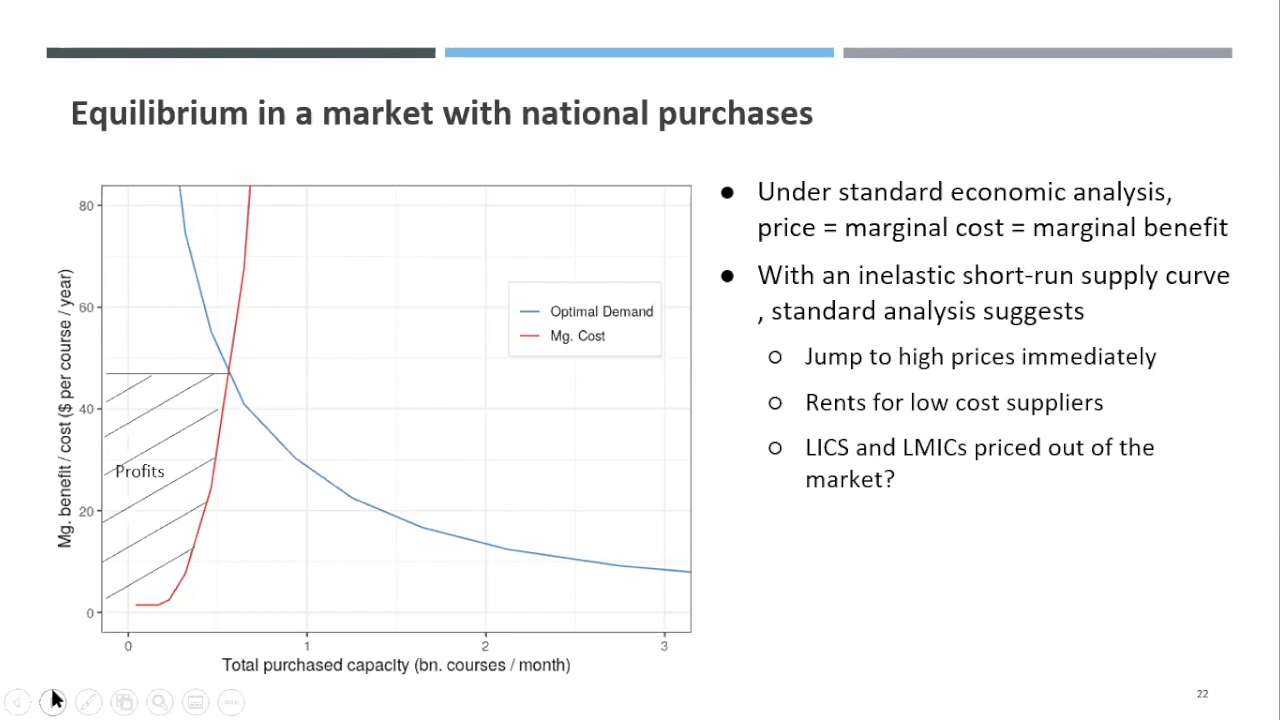 Equilibrium in a market with national purchases
80
60
40
20
0
Mg. benefit / cost ($ per course / year)
Optimal Demand
Mg. Cost
Profits
0
1
2
3
Total purchased capacity (bn. courses / month)
● Under standard economic analysis,
price = marginal cost = marginal benefit
● With an inelastic short-run supply curve
, standard analysis suggests
○ Jump to high prices immediately
○ Rents for low cost suppliers
○ LICS and LMICs priced out of the
market?
22